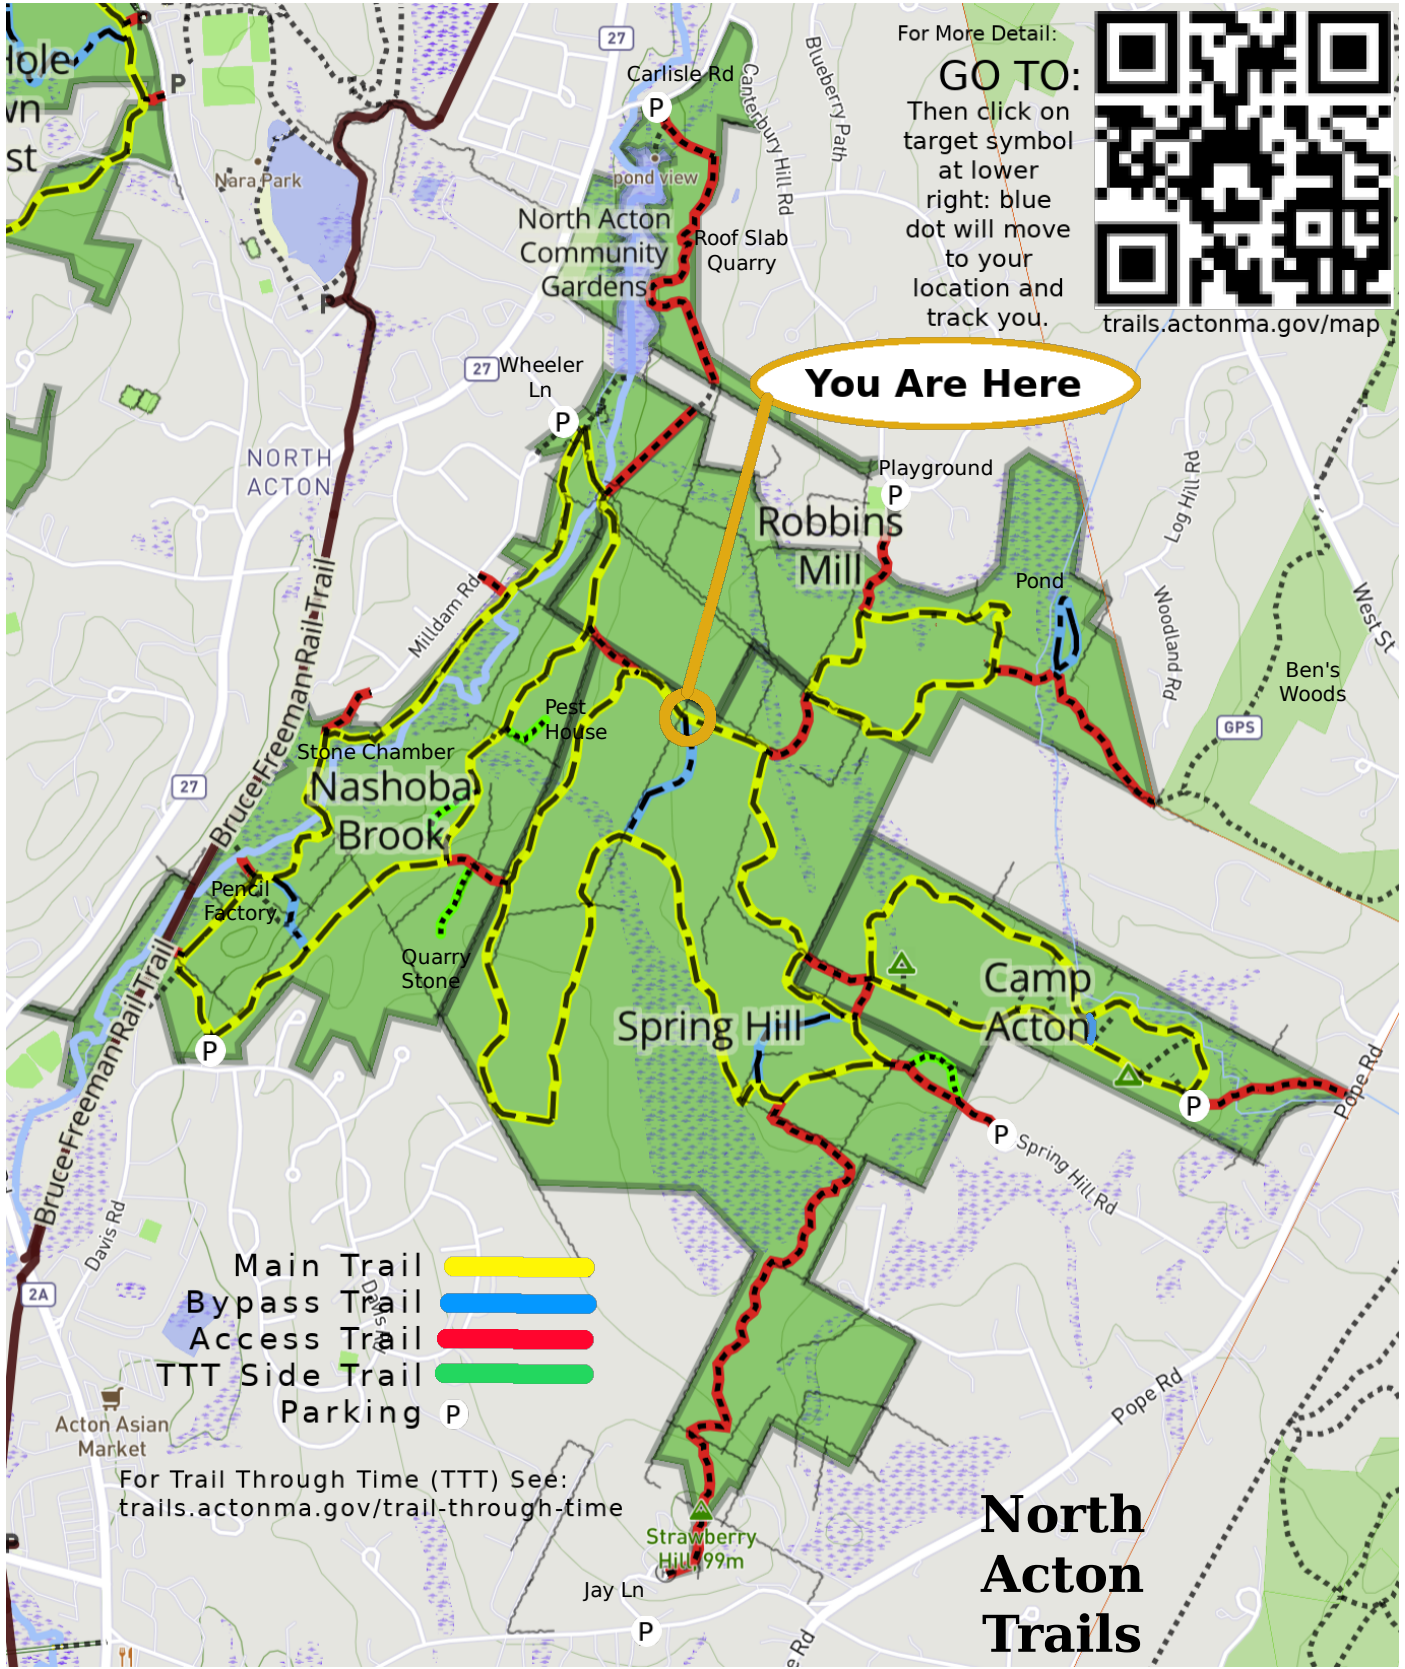 27
Carlisle Rd
P
Canterbury Hill Rd
Blueberry Path
For More Detail:
GO TO:
Then click on
target symbol
at lower
right: blue
dot will move
to your
location and
track you.
trails.actonma.gov/map
P
P
Hole
wn
st
Nara Park
P
pond view
North Acton
Community
Gardens
Roof Slab
Quarry
27
Wheeler
Ln
P
You Are Here
NORTH
ACTON
Playground
P
Robbins
Mill
Pond
Log Hill Rd
Woodland Rd
West St
Ben's
Woods
GPS
Milldam Rd
Bruce Freeman Rail Trail
Pest
House
Stone Chamber
27
Nashoba
Brook
Pencil
Factory
Quarry
Stone
Bruce Freeman Rail Trail
P
Spring Hill
Camp
Acton
P
P
Spring Hill Rd
Pope Rd
Davis Rd
2A
Main Trail
Bypass Trail
Davis Rd
Access Trail
TTT Side Trail
Parking P
Acton Asian
Market
For Trail Through Time (TTT) See:
trails.actonma.gov/trail-through-time
Pope Rd
Strawberry
Hill, 99m
Jay Ln
P
P
e Rd
North
Acton
Trails